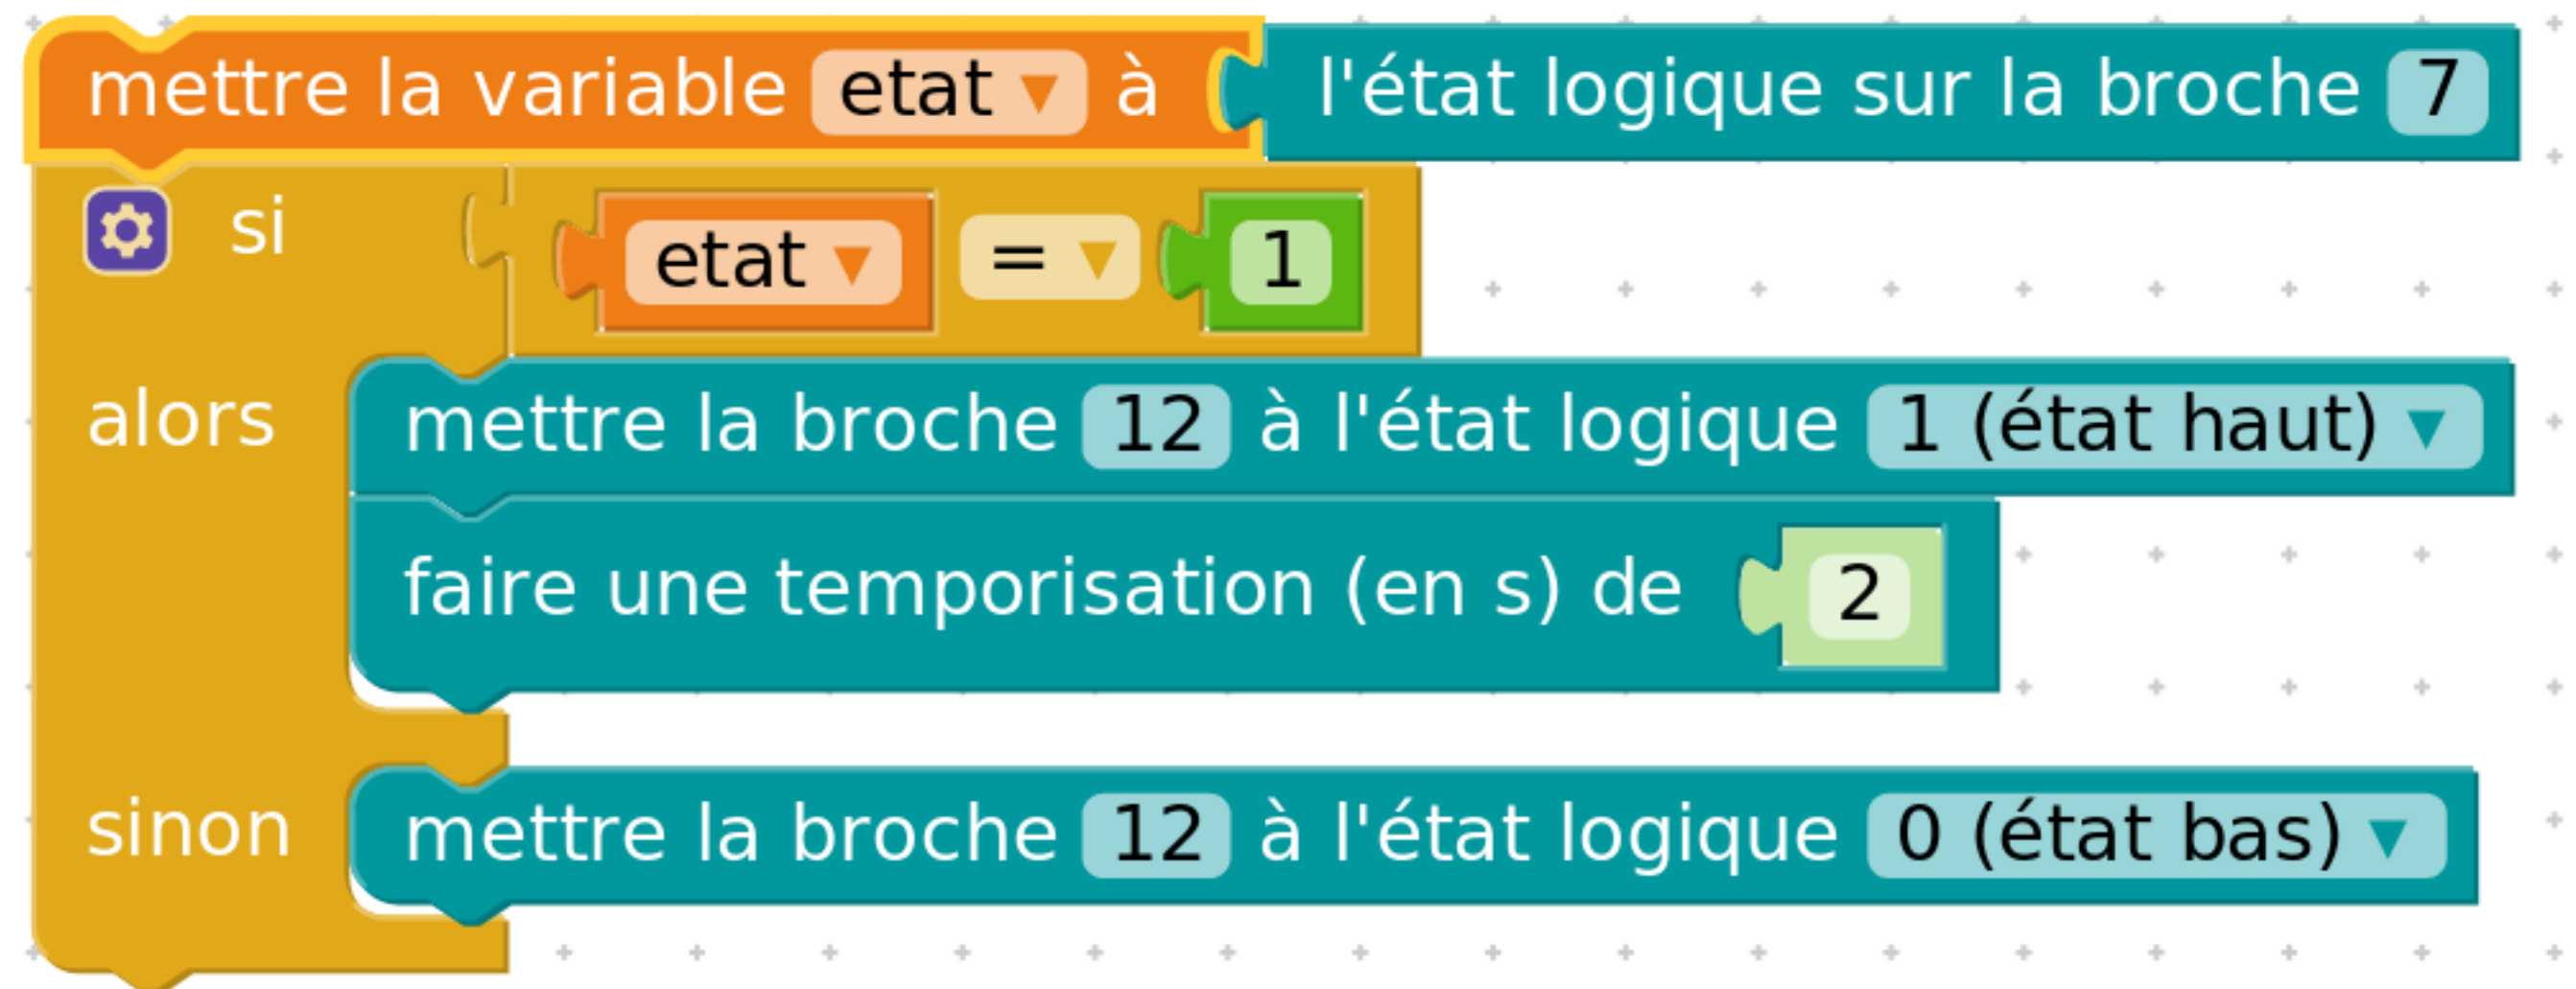 mettre la variable etat à l'état logique sur la broche 7
si etat = 1
alors mettre la broche 12 à l'état logique 1 (état haut)
faire une temporisation (en s) de 2
sinon mettre la broche 12 à l'état logique 0 (état bas)